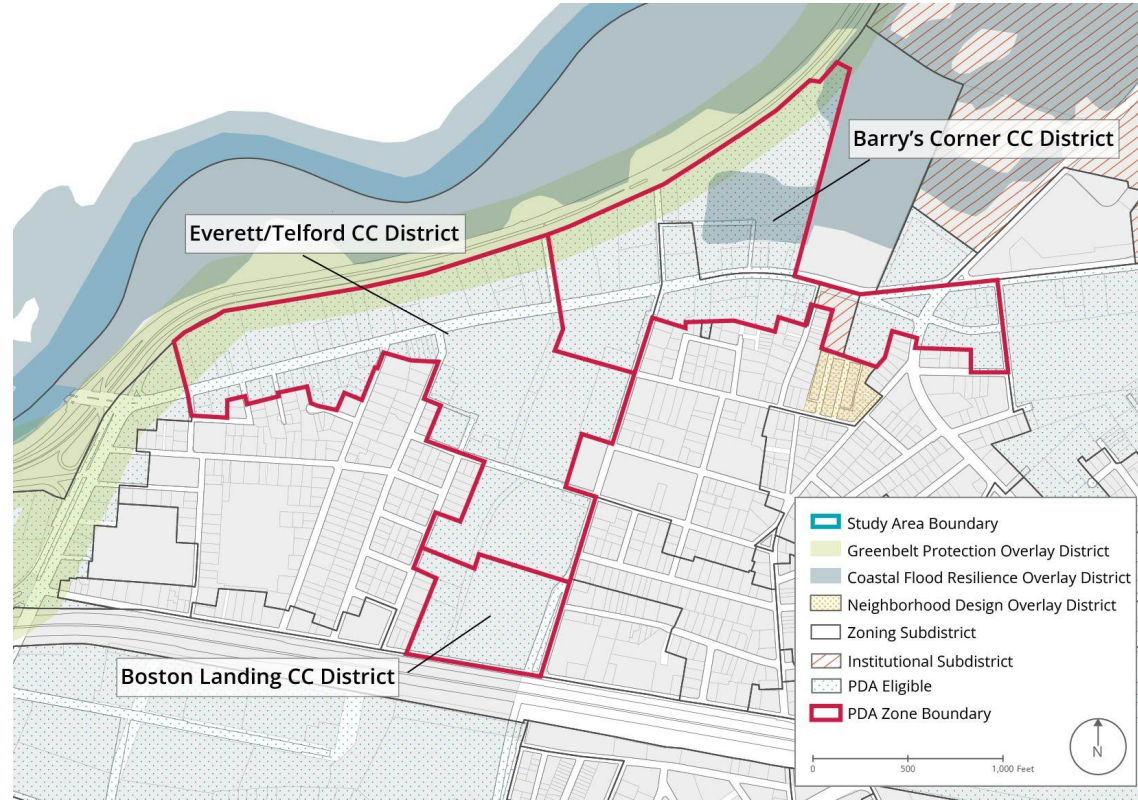 Barry's Corner CC District
Everett/Telford CC District
Boston Landing CC District
Study Area Boundary
Greenbelt Protection Overlay District
Coastal Flood Resilience Overlay District
Neighborhood Design Overlay District
Zoning Subdistrict
Institutional Subdistrict
PDA Eligible
PDA Zone Boundary
0 500 1,000 Feet
N